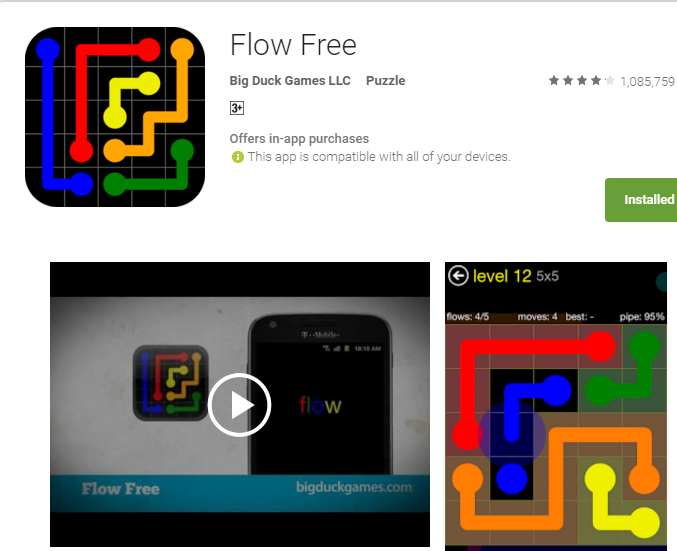 Flow Free
Big Duck Games LLC Puzzle
1,085,759
3+
Offers in-app purchases
This app is compatible with all of your devices.
Installed
level 12 5x5
flows: 4/5 moves: 4 best: - pipe: 95%
T··Mobile·
10:10 AM
flow
Flow Free
bigduckgames.com